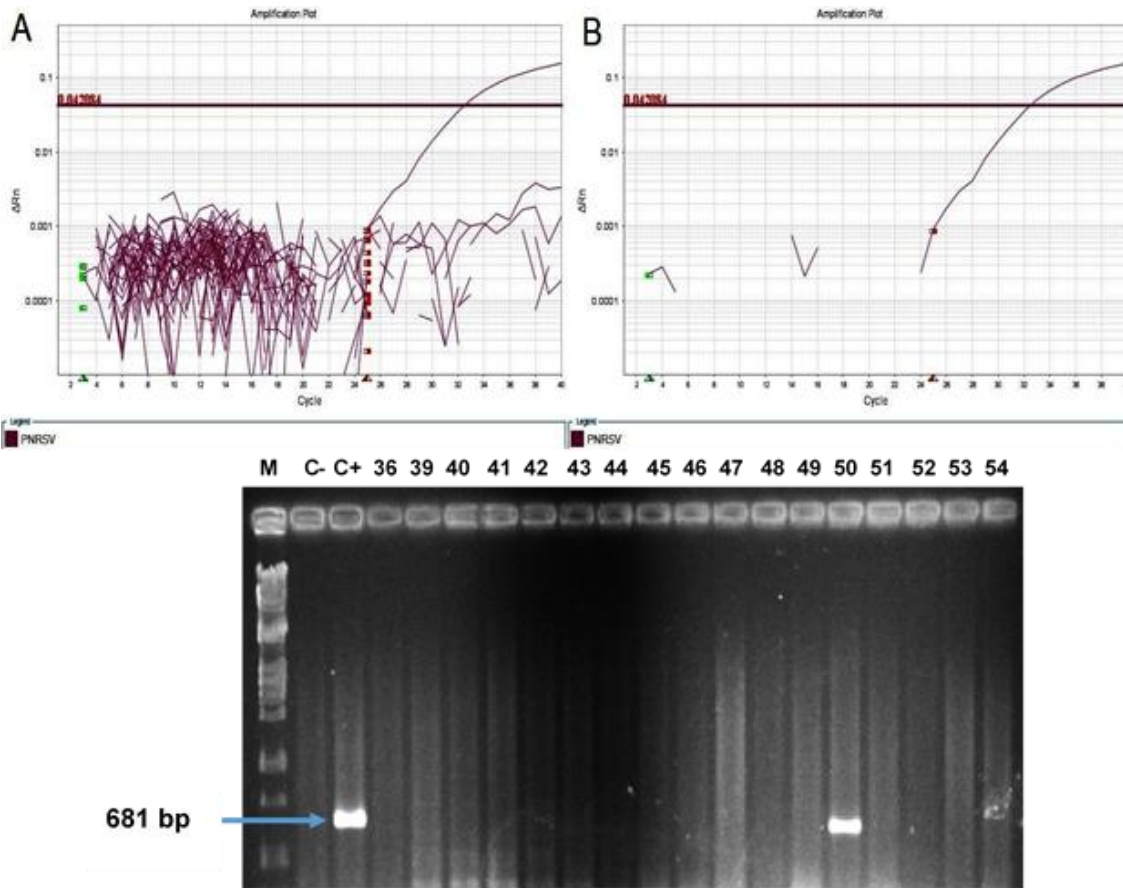 A
Amplification Plot
0.1
0.042084
0.01
0.001
0.0001
ΔRn
2 4 6 8 10 12 14 16 18 20 22 24 26 28 30 32 34 36 38 40
Cycle
Legend
PNRSV
B
Amplification Plot
0.1
0.042084
0.01
0.001
0.0001
ΔRn
2 4 6 8 10 12 14 16 18 20 22 24 26 28 30 32 34 36 38
Cycle
Legend
PNRSV
M C- C+ 36 39 40 41 42 43 44 45 46 47 48 49 50 51 52 53 54
681 bp